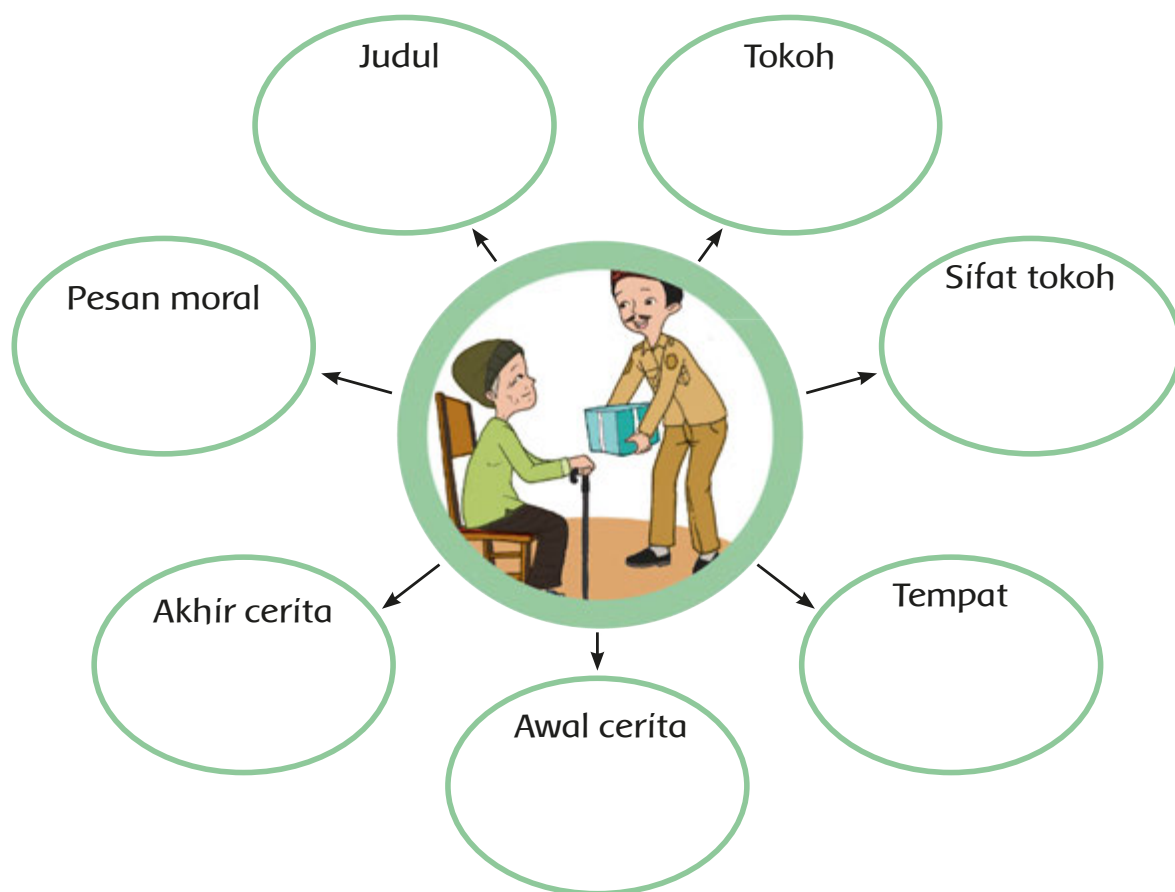 Judul
Tokoh
Pesan moral
Sifat tokoh
Akhir cerita
Tempat
Awal cerita